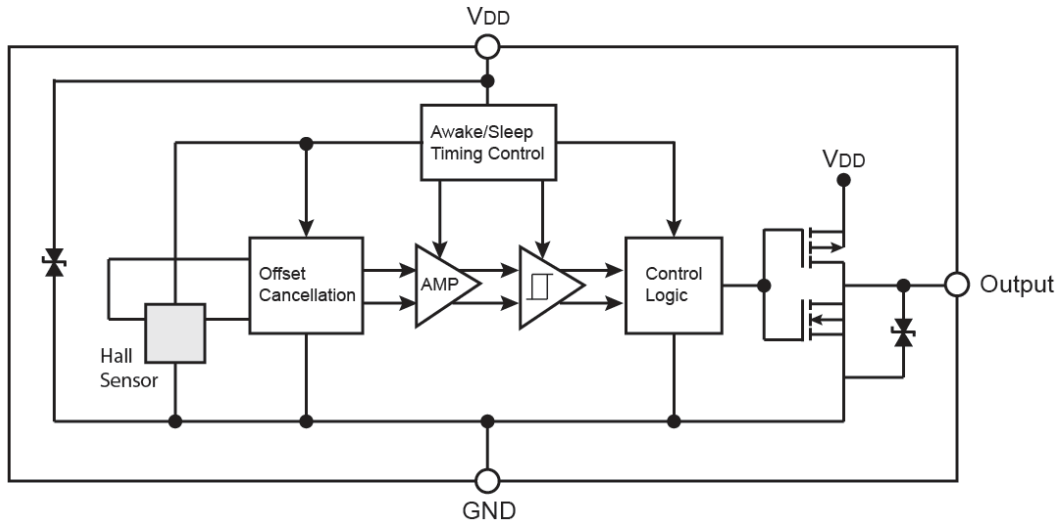 VDD
Awake/Sleep
Timing Control
VDD
Offset
Cancellation
AMP
Control
Logic
Output
Hall
Sensor
GND